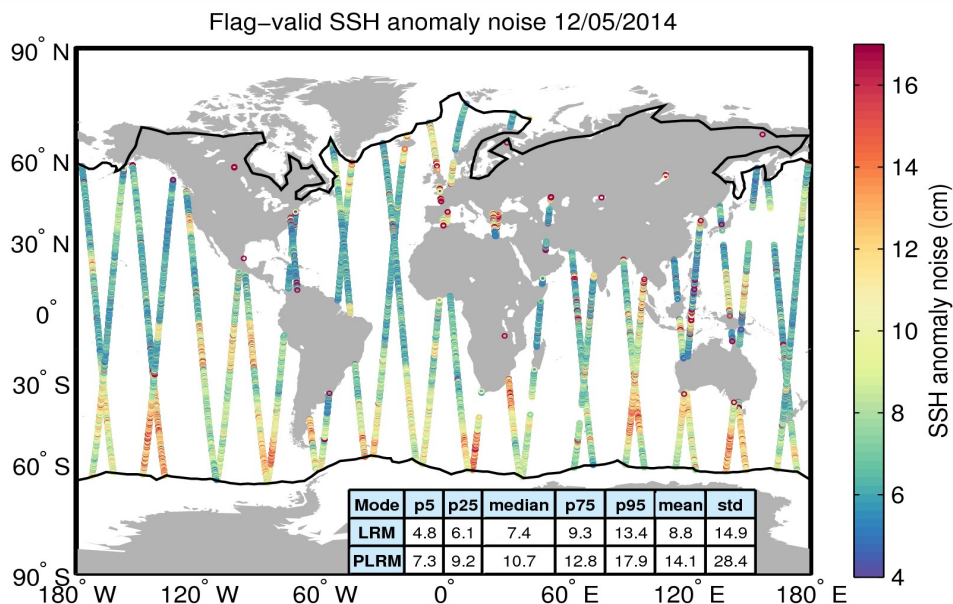 Flag−valid SSH anomaly noise 12/05/2014
90° N
60° N
30° N
0°
30° S
60° S
90° S
180° W 120° W 60° W 0° 60° E 120° E 180° E
Mode p5 p25 median p75 p95 mean std
LRM 4.8 6.1 7.4 9.3 13.4 8.8 14.9
PLRM 7.3 9.2 10.7 12.8 17.9 14.1 28.4
16
14
12
10
8
6
4
SSH anomaly noise (cm)